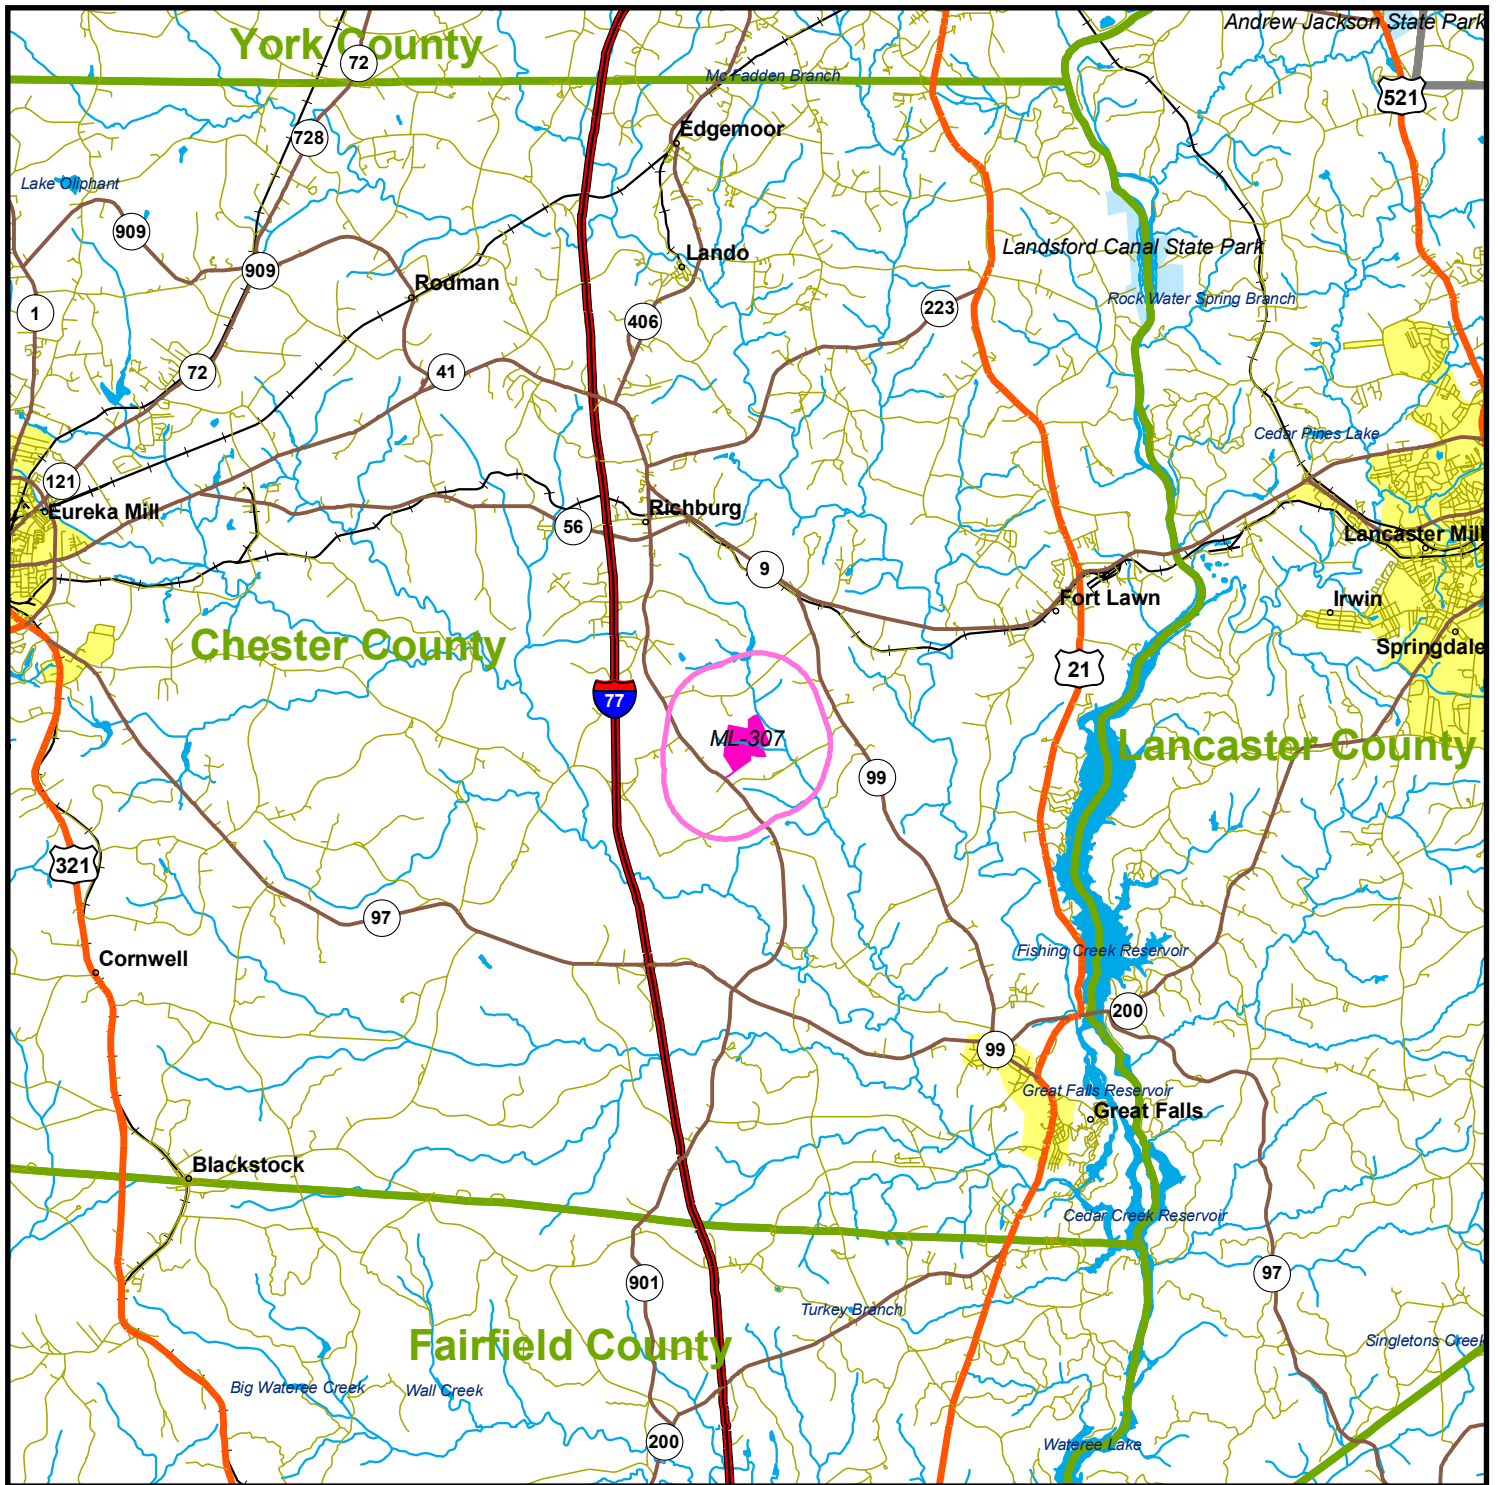 Andrew Jackson State Park
York County
72
Mc Fadden Branch
521
Edgemoor
728
Lake Oliphant
909
Landsford Canal State Park
Lando
909
Rodman
Rock Water Spring Branch
1
406
223
72
41
Cedar Pines Lake
121
Eureka Mill
Richburg
56
Lancaster Mill
9
Fort Lawn
Irwin
Chester County
Springdale
21
77
ML-307
Lancaster County
99
321
97
Fishing Creek Reservoir
Cornwell
200
99
Great Falls Reservoir
Great Falls
Blackstock
Cedar Creek Reservoir
97
901
Turkey Branch
Fairfield County
Singletons Creek
Big Wateree Creek
Wall Creek
200
Wateree Lake